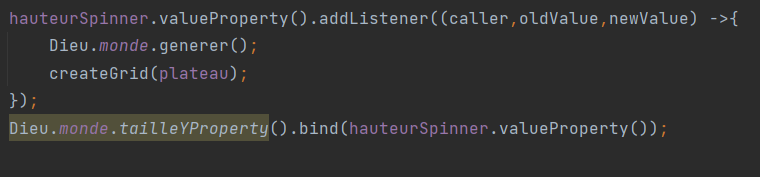 hauteurSpinner.valueProperty().addListener((caller,oldValue,newValue) ->{
    Dieu.monde.generer();
    createGrid(plateau);
});
Dieu.monde.tailleYProperty().bind(hauteurSpinner.valueProperty());